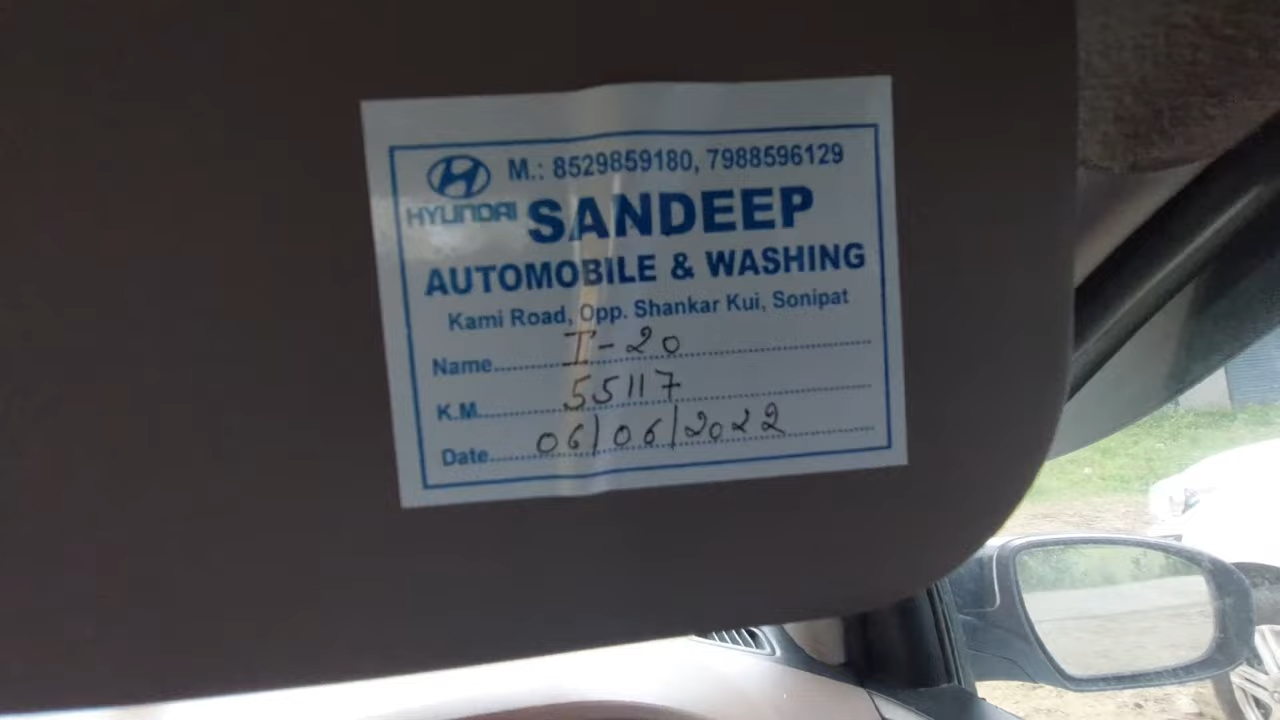 M.: 8529859180, 7988596129
HYUNDAI SANDEEP
AUTOMOBILE & WASHING
Kami Road, Opp. Shankar Kui, Sonipat
Name......I-20
K.M......55117
Date......06/06/2022